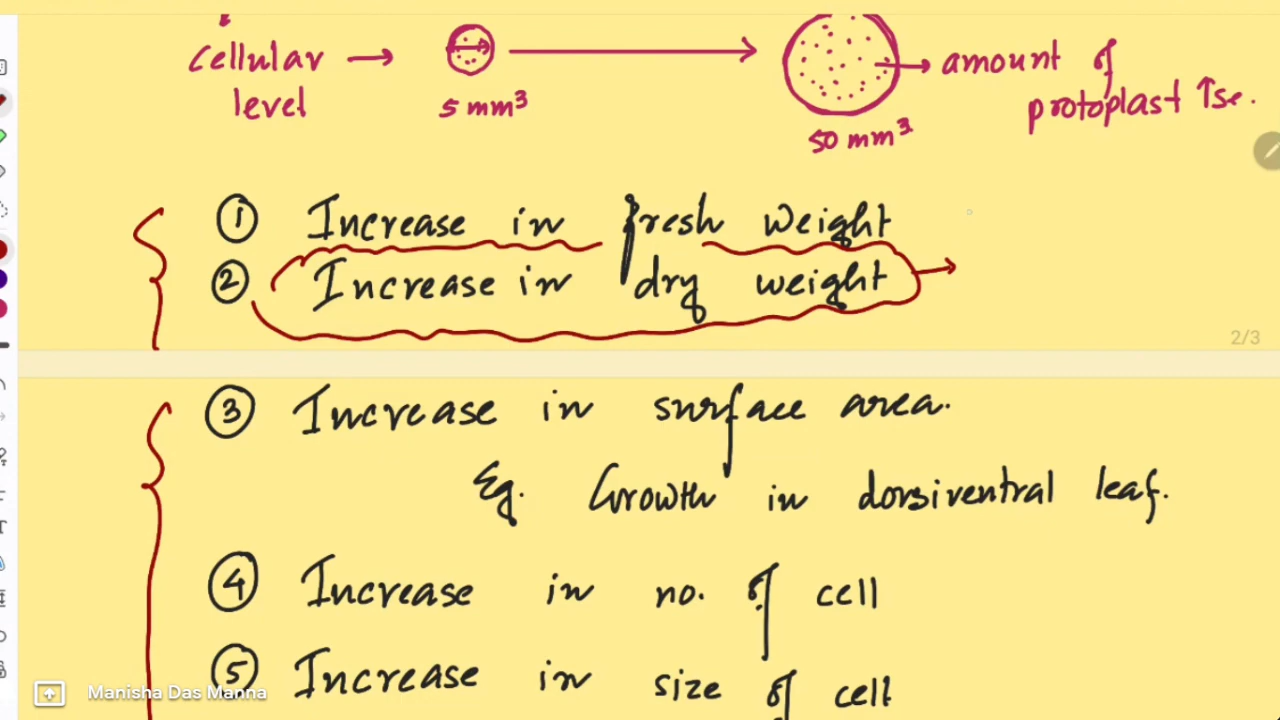 cellular → 5 mm³ → 50 mm³ → amount of
level protoplast ↑se.
① Increase in fresh Weight
② Increase in dry weight →
2/3
③ Increase in surface area.
Eg. Growth in dorsiventral leaf.
④ Increase in no. of cell
⑤ Increase in size of cell
Manisha Das Manna